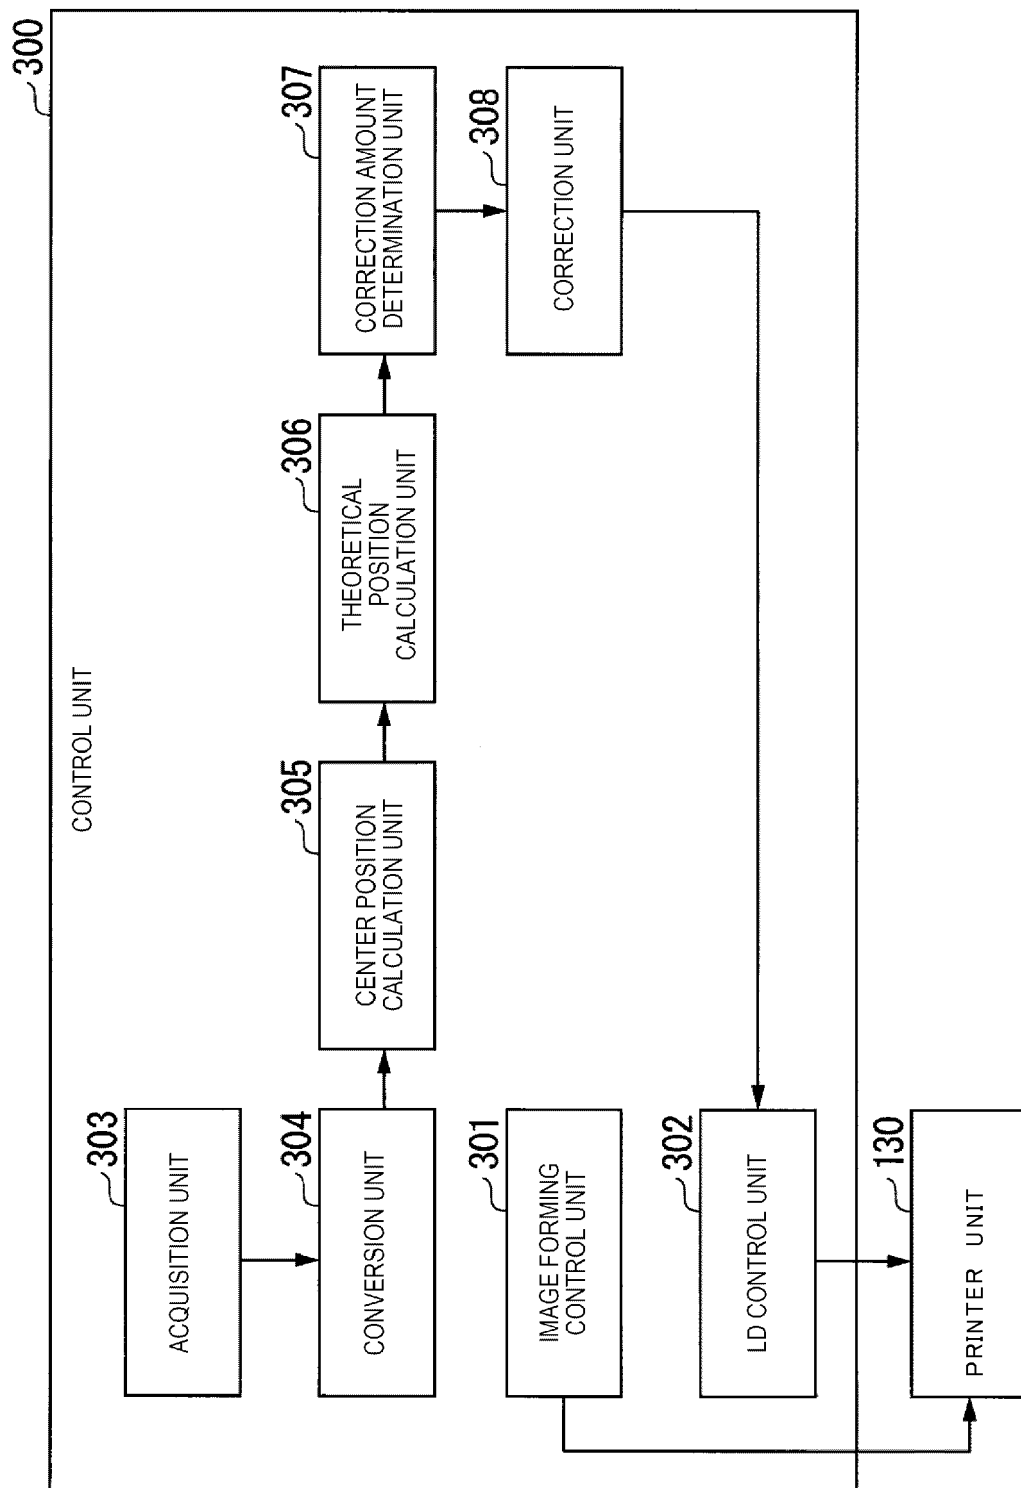 300
CONTROL UNIT
303
ACQUISITION UNIT
304
CONVERSION UNIT
305
CENTER POSITION
CALCULATION UNIT
306
THEORETICAL
POSITION
CALCULATION UNIT
307
CORRECTION AMOUNT
DETERMINATION UNIT
308
CORRECTION UNIT
301
IMAGE FORMING
CONTROL UNIT
302
LD CONTROL UNIT
130
PRINTER UNIT